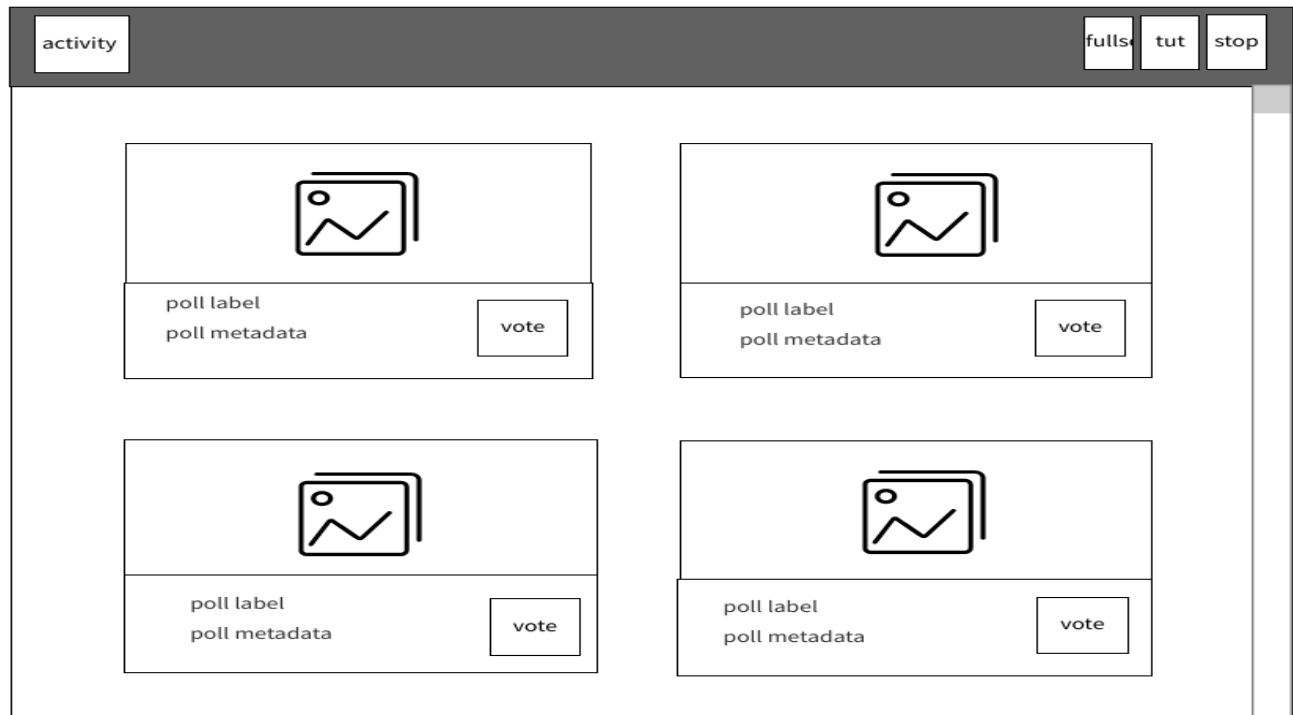 activity
fulls
tut
stop
poll label
poll metadata
vote
poll label
poll metadata
vote
poll label
poll metadata
vote
poll label
poll metadata
vote